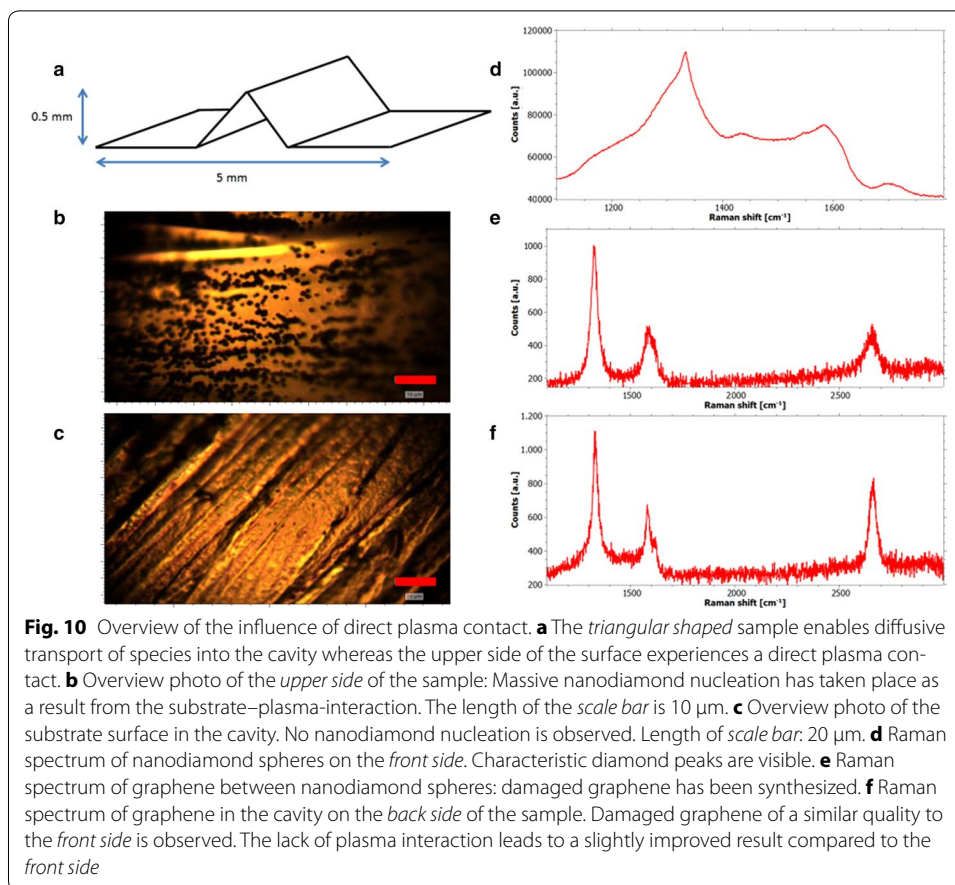 a
0.5 mm
5 mm
d
120000
100000
80000
60000
40000
Counts [a.u.]
1200
1400
1600
Raman shift [cm⁻¹]
b
10 µm
e
1000
800
600
400
200
Counts [a.u.]
1500
2000
2500
Raman shift [cm⁻¹]
c
f
1.200
1.000
800
600
400
200
Counts [a.u.]
1500
2000
2500
Raman shift [cm⁻¹]
Fig. 10 Overview of the influence of direct plasma contact. a The triangular shaped sample enables diffusive
transport of species into the cavity whereas the upper side of the surface experiences a direct plasma con-
tact. b Overview photo of the upper side of the sample: Massive nanodiamond nucleation has taken place as
a result from the substrate–plasma-interaction. The length of the scale bar is 10 µm. c Overview photo of the
substrate surface in the cavity. No nanodiamond nucleation is observed. Length of scale bar: 20 µm. d Raman
spectrum of nanodiamond spheres on the front side. Characteristic diamond peaks are visible. e Raman
spectrum of graphene between nanodiamond spheres: damaged graphene has been synthesized. f Raman
spectrum of graphene in the cavity on the back side of the sample. Damaged graphene of a similar quality to
the front side is observed. The lack of plasma interaction leads to a slightly improved result compared to the
front side